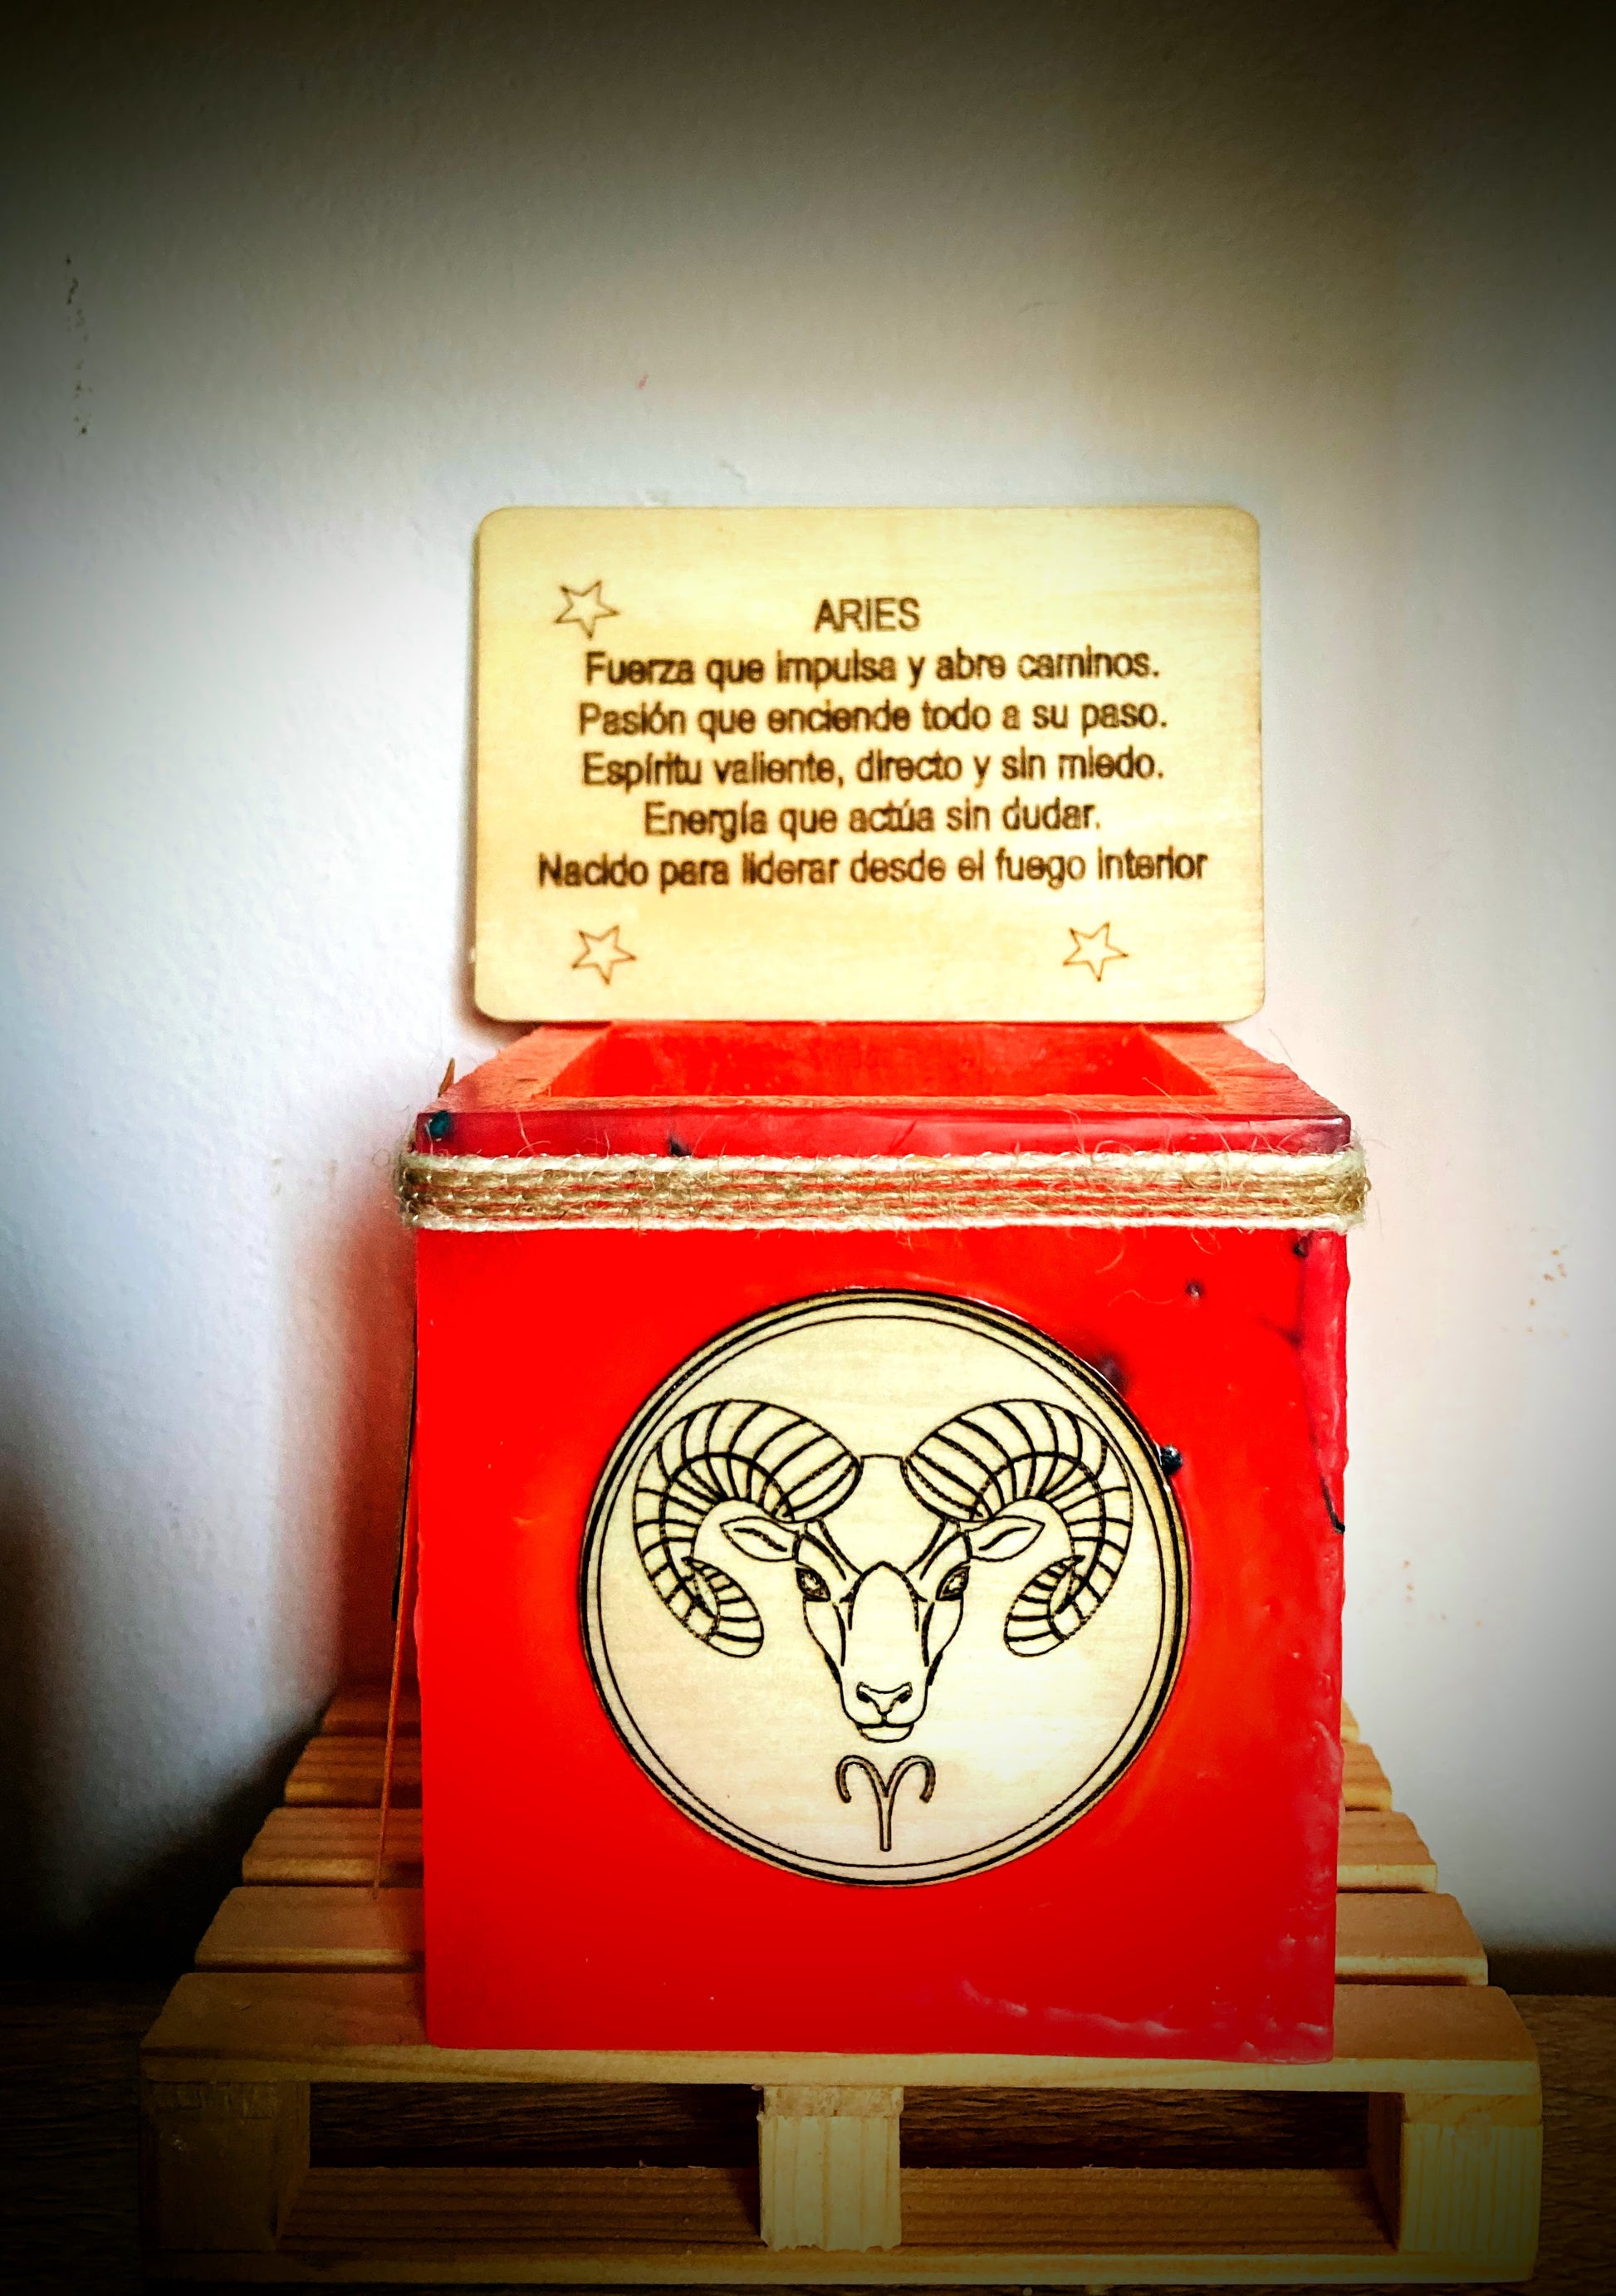 ARIES
Fuerza que impulsa y abre caminos.
Pasión que enciende todo a su paso.
Espíritu valiente, directo y sin miedo.
Energía que actúa sin dudar.
Nacido para liderar desde el fuego interior